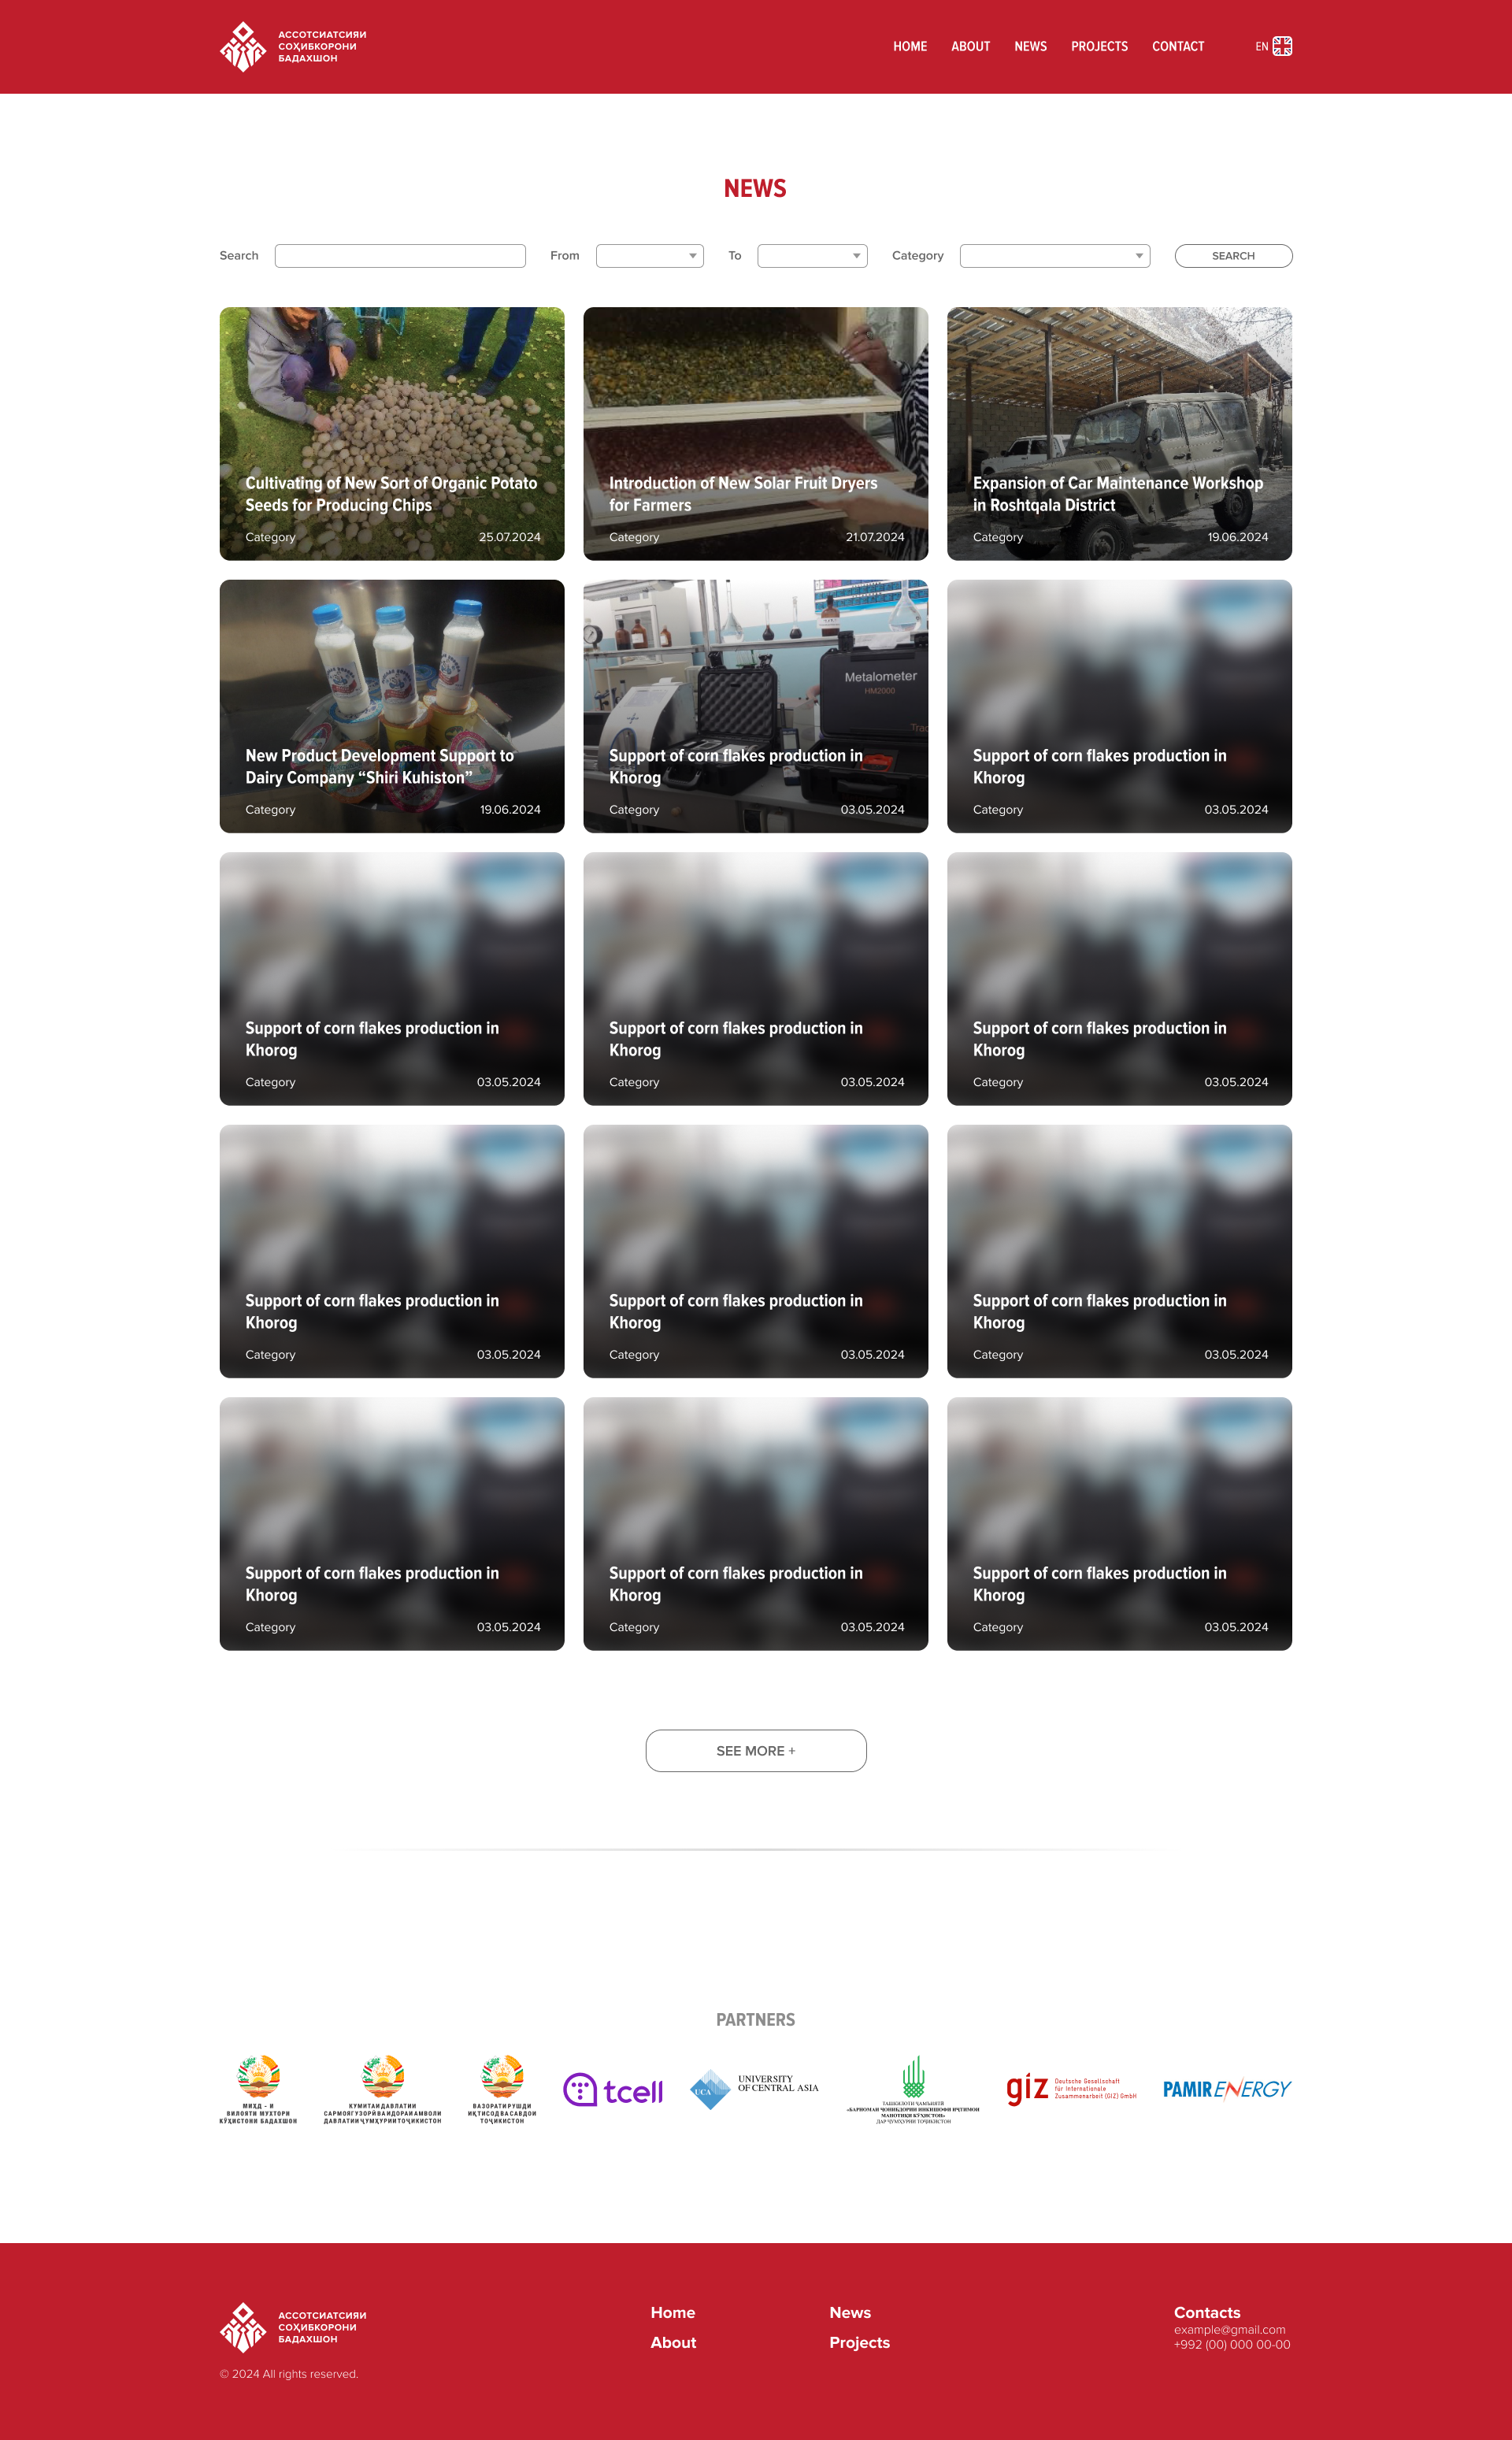 АССОТСИАТСИЯИ
СОҲИБКОРОНИ
БАДАХШОН
HOME ABOUT NEWS PROJECTS CONTACT EN
NEWS
Search From To Category SEARCH
Cultivating of New Sort of Organic Potato
Seeds for Producing Chips
Category 25.07.2024
Introduction of New Solar Fruit Dryers
for Farmers
Category 21.07.2024
Expansion of Car Maintenance Workshop
in Roshtqala District
Category 19.06.2024
New Product Development Support to
Dairy Company “Shiri Kuhiston”
Category 19.06.2024
Metalometer
HM2000
Support of corn flakes production in
Khorog
Category 03.05.2024
Support of corn flakes production in
Khorog
Category 03.05.2024
Support of corn flakes production in
Khorog
Category 03.05.2024
Support of corn flakes production in
Khorog
Category 03.05.2024
Support of corn flakes production in
Khorog
Category 03.05.2024
Support of corn flakes production in
Khorog
Category 03.05.2024
Support of corn flakes production in
Khorog
Category 03.05.2024
Support of corn flakes production in
Khorog
Category 03.05.2024
Support of corn flakes production in
Khorog
Category 03.05.2024
Support of corn flakes production in
Khorog
Category 03.05.2024
Support of corn flakes production in
Khorog
Category 03.05.2024
SEE MORE +
PARTNERS
МИҲД - И
ВИЛОЯТИ МУХТОРИ
КӮҲИСТОНИ БАДАХШОН
КУМИТАИ ДАВЛАТИИ
САРМОЯГУЗОРӢ ВА ИДОРАИ АМВОЛИ
ДАВЛАТИИ ҶУМҲУРИИ ТОҶИКИСТОН
ВАЗОРАТИ РУШДИ
ИҚТИСОД ВА САВДОИ
ТОҶИКИСТОН
tcell
UCA
UNIVERSITY
OF CENTRAL ASIA
ТАШКИЛОТИ ҶАМЪИЯТӢ
«БАРНОМАИ ҶОНИБДОРИИ ИНКИШОФИ ИҶТИМОИ
МАНОТИҚИ КӮҲИСТОН»
ДАР ҶУМҲУРИИ ТОҶИКИСТОН
giz
Deutsche Gesellschaft
für Internationale
Zusammenarbeit (GIZ) GmbH
PAMIR ENERGY
АССОТСИАТСИЯИ
СОҲИБКОРОНИ
БАДАХШОН
© 2024 All rights reserved.
Home
About
News
Projects
Contacts
example@gmail.com
+992 (00) 000 00-00